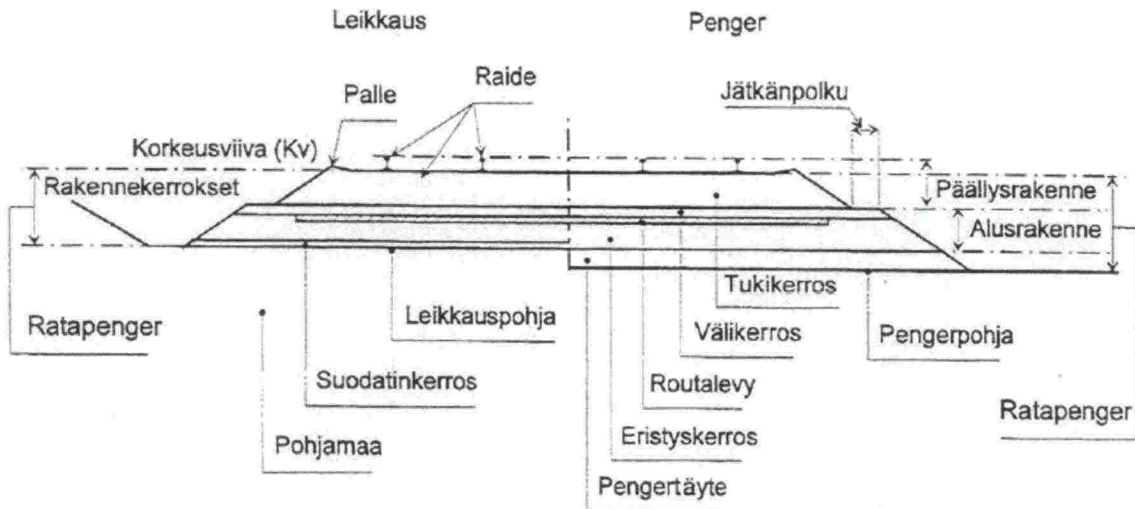 Leikkaus
Penger
Jätkänpolku
Palle
Raide
Korkeusviiva (Kv)
Rakennekerrokset
Päällysrakenne
Alusrakenne
Tukikerros
Ratapenger
Leikkauspohja
Välikerros
Pengerpohja
Suodatinkerros
Routalevy
Ratapenger
Pohjamaa
Eristyskerros
Pengertäyte